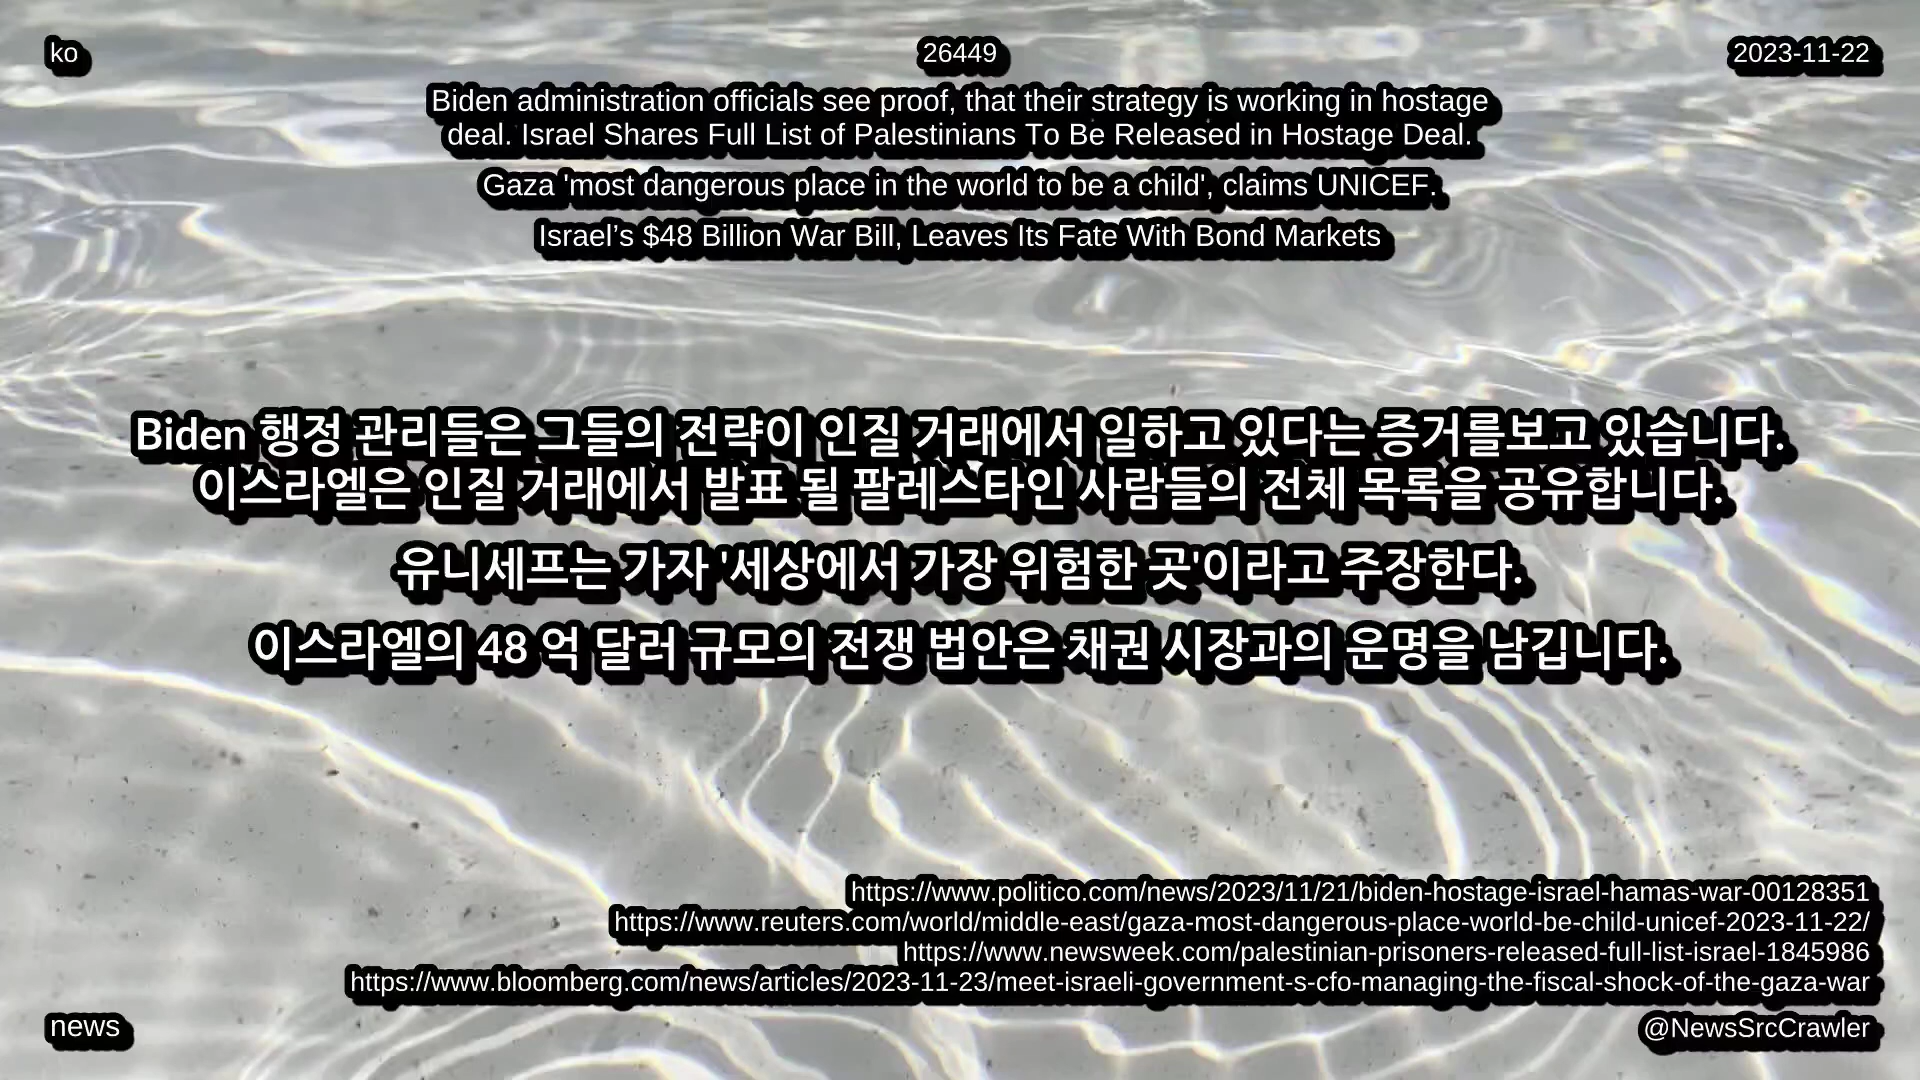 ko
26449
2023-11-22
Biden administration officials see proof, that their strategy is working in hostage
deal. Israel Shares Full List of Palestinians To Be Released in Hostage Deal.
Gaza 'most dangerous place in the world to be a child', claims UNICEF.
Israel’s $48 Billion War Bill, Leaves Its Fate With Bond Markets
Biden 행정 관리들은 그들의 전략이 인질 거래에서 일하고 있다는 증거를보고 있습니다.
이스라엘은 인질 거래에서 발표 될 팔레스타인 사람들의 전체 목록을 공유합니다.
유니세프는 가자 '세상에서 가장 위험한 곳'이라고 주장한다.
이스라엘의 48 억 달러 규모의 전쟁 법안은 채권 시장과의 운명을 남깁니다.
https://www.politico.com/news/2023/11/21/biden-hostage-israel-hamas-war-00128351
https://www.reuters.com/world/middle-east/gaza-most-dangerous-place-world-be-child-unicef-2023-11-22/
https://www.newsweek.com/palestinian-prisoners-released-full-list-israel-1845986
https://www.bloomberg.com/news/articles/2023-11-23/meet-israeli-government-s-cfo-managing-the-fiscal-shock-of-the-gaza-war
news
@NewsSrcCrawler